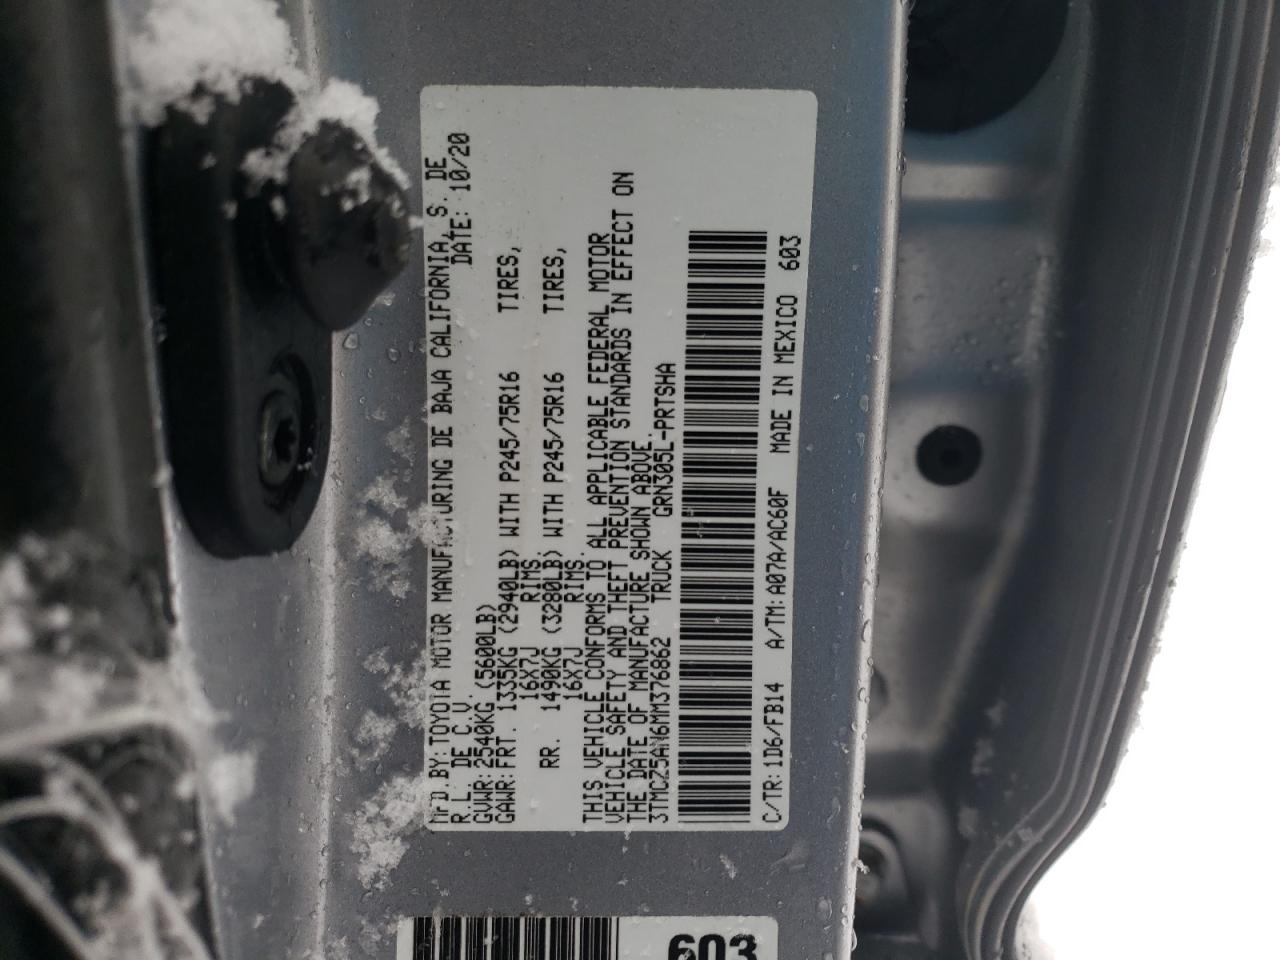 MFD.BY:TOYOTA MOTOR MANUFACTURING DE BAJA CALIFORNIA, S. DE
R.L. DE C.V. DATE: 10/20
GVWR:2540KG (5600LB)
GAWR:FRT. 1335KG (2940LB) WITH P245/75R16 TIRES,
16X7J RIMS.
RR. 1490KG (3280LB) WITH P245/75R16 TIRES,
16X7J RIMS.
THIS VEHICLE CONFORMS TO ALL APPLICABLE FEDERAL MOTOR
VEHICLE SAFETY AND THEFT PREVENTION STANDARDS IN EFFECT ON
THE DATE OF MANUFACTURE SHOWN ABOVE.
3TMCZ5AN6MM376862 TRUCK GRN305L-PRTSHA
C/TR:1D6/FB14 A/TM:A07A/AC60F MADE IN MEXICO 603
603